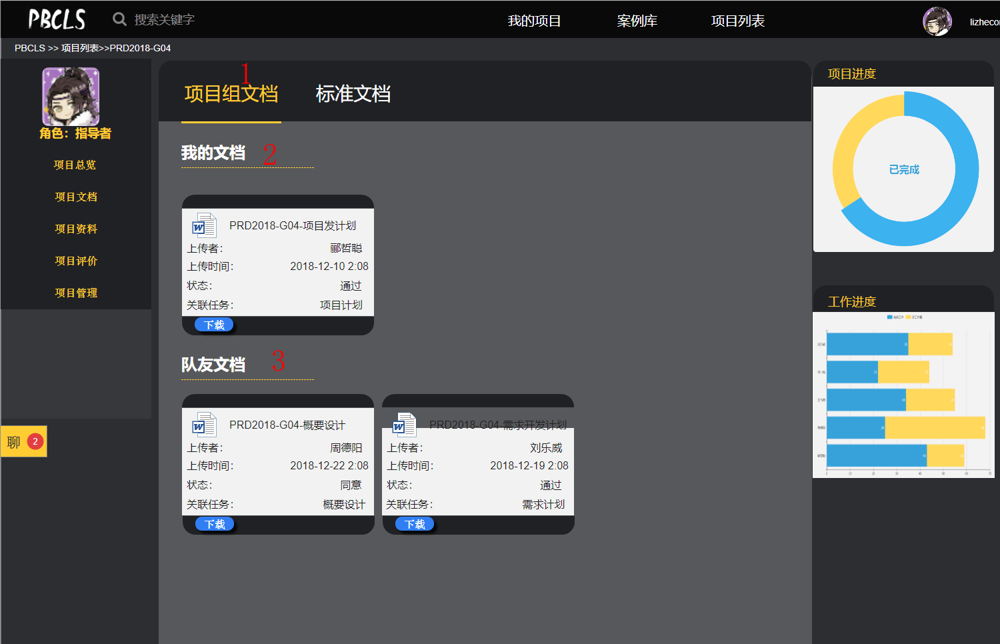 PBCLS
搜索关键字
我的项目
案例库
项目列表
lizhecor
PBCLS >> 项目列表>>PRD2018-G04
角色：指导者
项目总览
项目文档
项目资料
项目评价
项目管理
聊 2
1
项目组文档
标准文档
我的文档 2
PRD2018-G04-项目发计划
上传者：
郦哲聪
上传时间：
2018-12-10 2:08
状态：
通过
关联任务：
项目计划
下载
队友文档 3
PRD2018-G04-概要设计
上传者：
周德阳
上传时间：
2018-12-22 2:08
状态：
同意
关联任务：
概要设计
下载
PRD2018-G04-需求开发计划
上传者：
刘乐威
上传时间：
2018-12-19 2:08
状态：
通过
关联任务：
需求计划
下载
项目进度
已完成
工作进度